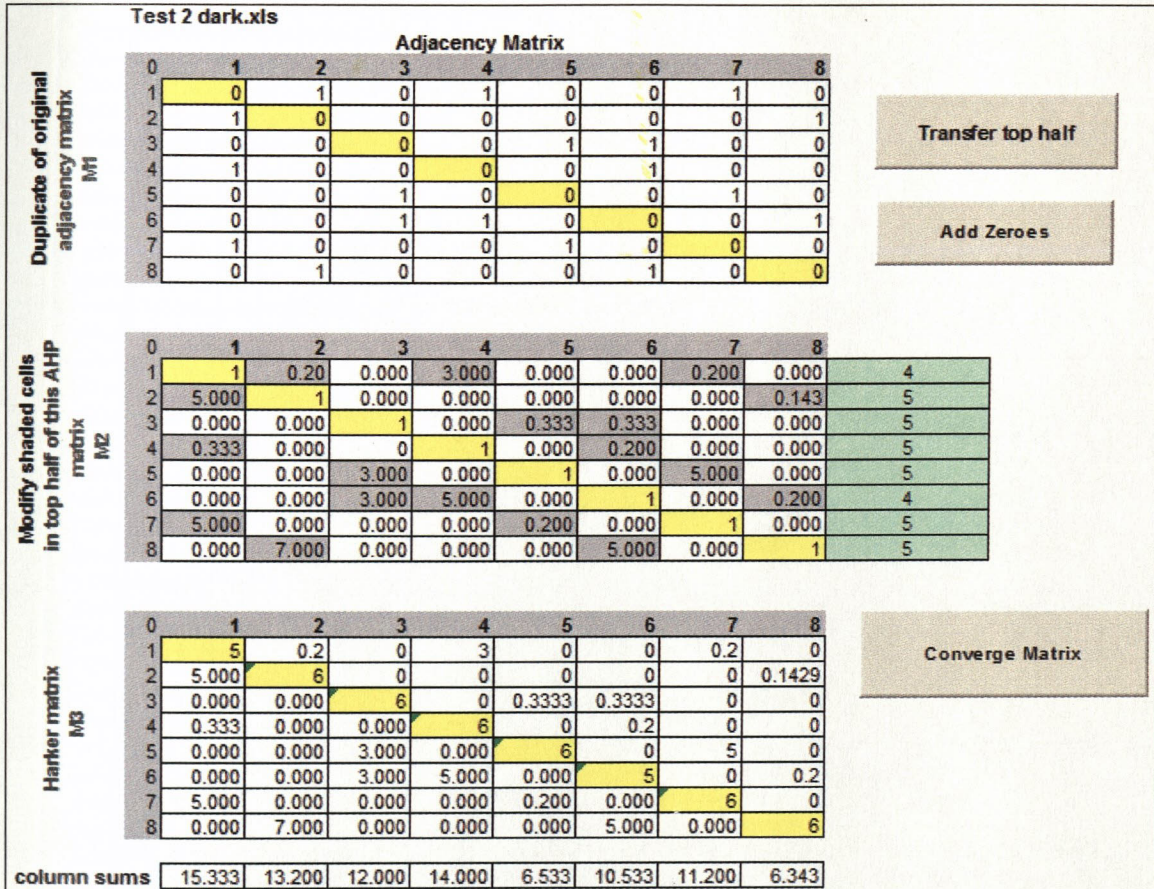 Test 2 dark.xls
Adjacency Matrix
Duplicate of original
adjacency matrix
M1
0 1 2 3 4 5 6 7 8
1 0 1 0 1 0 0 1 0
2 1 0 0 0 0 0 0 1
3 0 0 0 0 1 1 0 0
4 1 0 0 0 0 1 0 0
5 0 0 1 0 0 0 1 0
6 0 0 1 1 0 0 0 1
7 1 0 0 0 1 0 0 0
8 0 1 0 0 0 1 0 0
Transfer top half
Add Zeroes
Modify shaded cells
in top half of this AHP
matrix
M2
0 1 2 3 4 5 6 7 8
1 1 0.20 0.000 3.000 0.000 0.000 0.200 0.000 4
2 5.000 1 0.000 0.000 0.000 0.000 0.000 0.143 5
3 0.000 0.000 1 0.000 0.333 0.333 0.000 0.000 5
4 0.333 0.000 0 1 0.000 0.200 0.000 0.000 5
5 0.000 0.000 3.000 0.000 1 0.000 5.000 0.000 5
6 0.000 0.000 3.000 5.000 0.000 1 0.000 0.200 4
7 5.000 0.000 0.000 0.000 0.200 0.000 1 0.000 5
8 0.000 7.000 0.000 0.000 0.000 5.000 0.000 1 5
Harker matrix
M3
0 1 2 3 4 5 6 7 8
1 5 0.2 0 3 0 0 0.2 0
2 5.000 6 0 0 0 0 0 0.1429
3 0.000 0.000 6 0 0.3333 0.3333 0 0
4 0.333 0.000 0.000 6 0 0.2 0 0
5 0.000 0.000 3.000 0.000 6 0 5 0
6 0.000 0.000 3.000 5.000 0.000 5 0 0.2
7 5.000 0.000 0.000 0.000 0.200 0.000 6 0
8 0.000 7.000 0.000 0.000 0.000 5.000 0.000 6
Converge Matrix
column sums 15.333 13.200 12.000 14.000 6.533 10.533 11.200 6.343